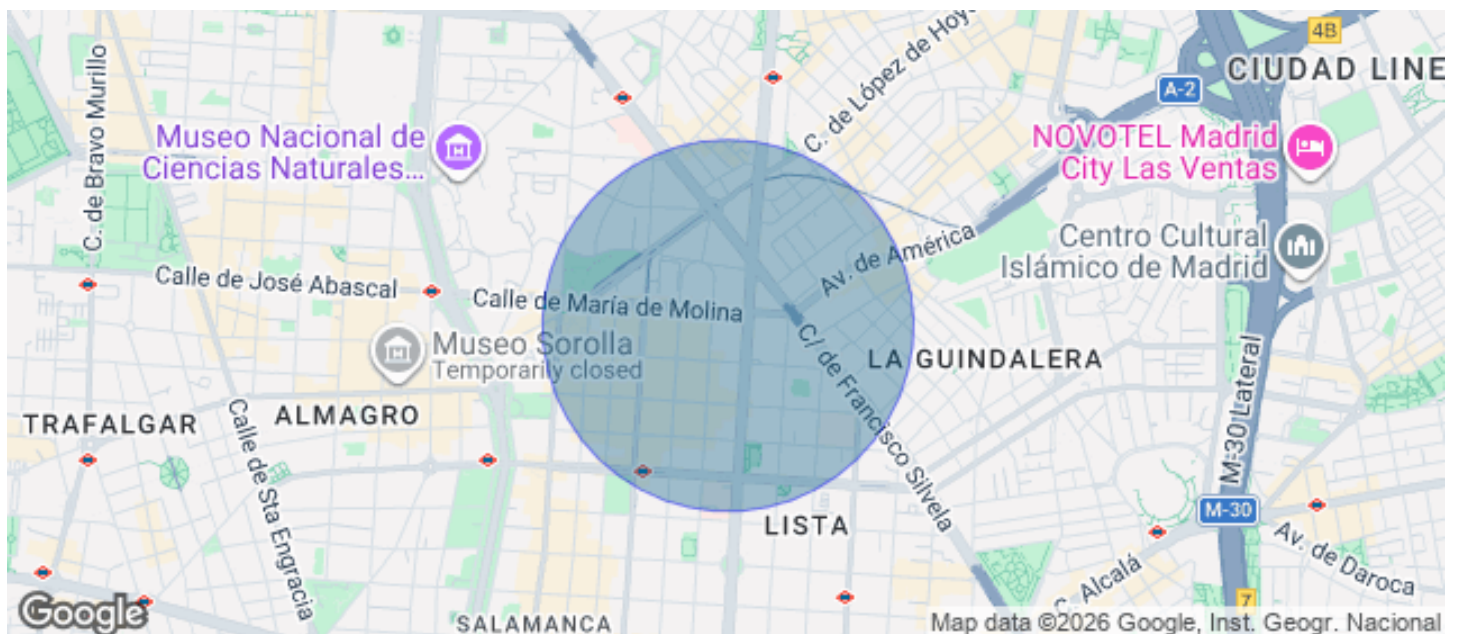 4B
C. de López de Hoyo
CIUDAD LINE
A-2
C. de Bravo Murillo
Museo Nacional de
Ciencias Naturales...
NOVOTEL Madrid
City Las Ventas
Centro Cultural
Islámico de Madrid
Av. de América
Calle de José Abascal
Calle de María de Molina
Museo Sorolla
Temporarily closed
C/ de Francisco Silvela
LA GUINDALERA
M-30 Lateral
TRAFALGAR
ALMAGRO
Calle de Sta Engracia
LISTA
M-30
Av. de Daroca
C. Alcalá
7
Google
SALAMANCA
Map data ©2026 Google, Inst. Geogr. Nacional